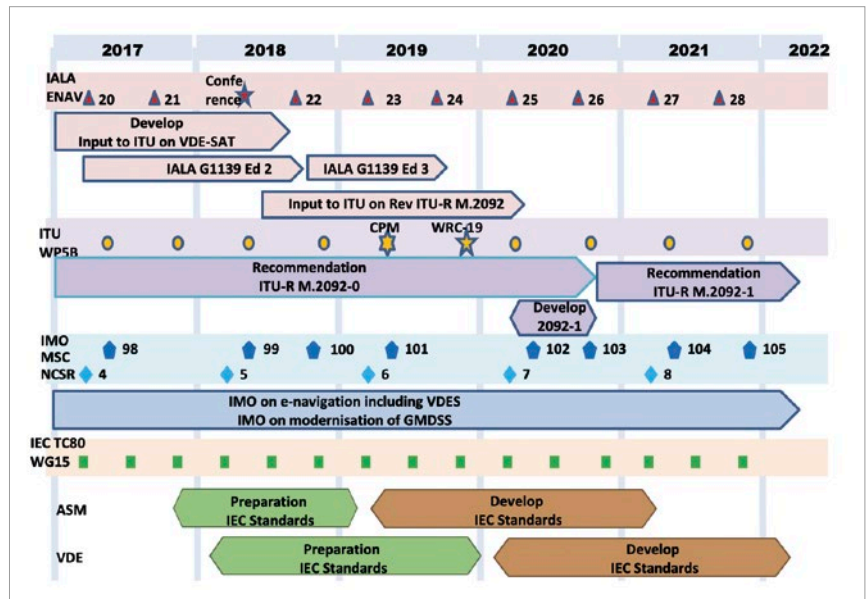 2017 2018 2019 2020 2021 2022
IALA
ENAV
20 21
Confe
rence
22 23 24 25 26 27 28
Develop
Input to ITU on VDE-SAT
IALA G1139 Ed 2
IALA G1139 Ed 3
Input to ITU on Rev ITU-R M.2092
ITU
WP5B
CPM WRC-19
Recommendation
ITU-R M.2092-0
Recommendation
ITU-R M.2092-1
Develop
2092-1
IMO
MSC
98 99 100 101 102 103 104 105
NCSR
4 5 6 7 8
IMO on e-navigation including VDES
IMO on modernisation of GMDSS
IEC TC80
WG15
ASM
Preparation
IEC Standards
Develop
IEC Standards
VDE
Preparation
IEC Standards
Develop
IEC Standards